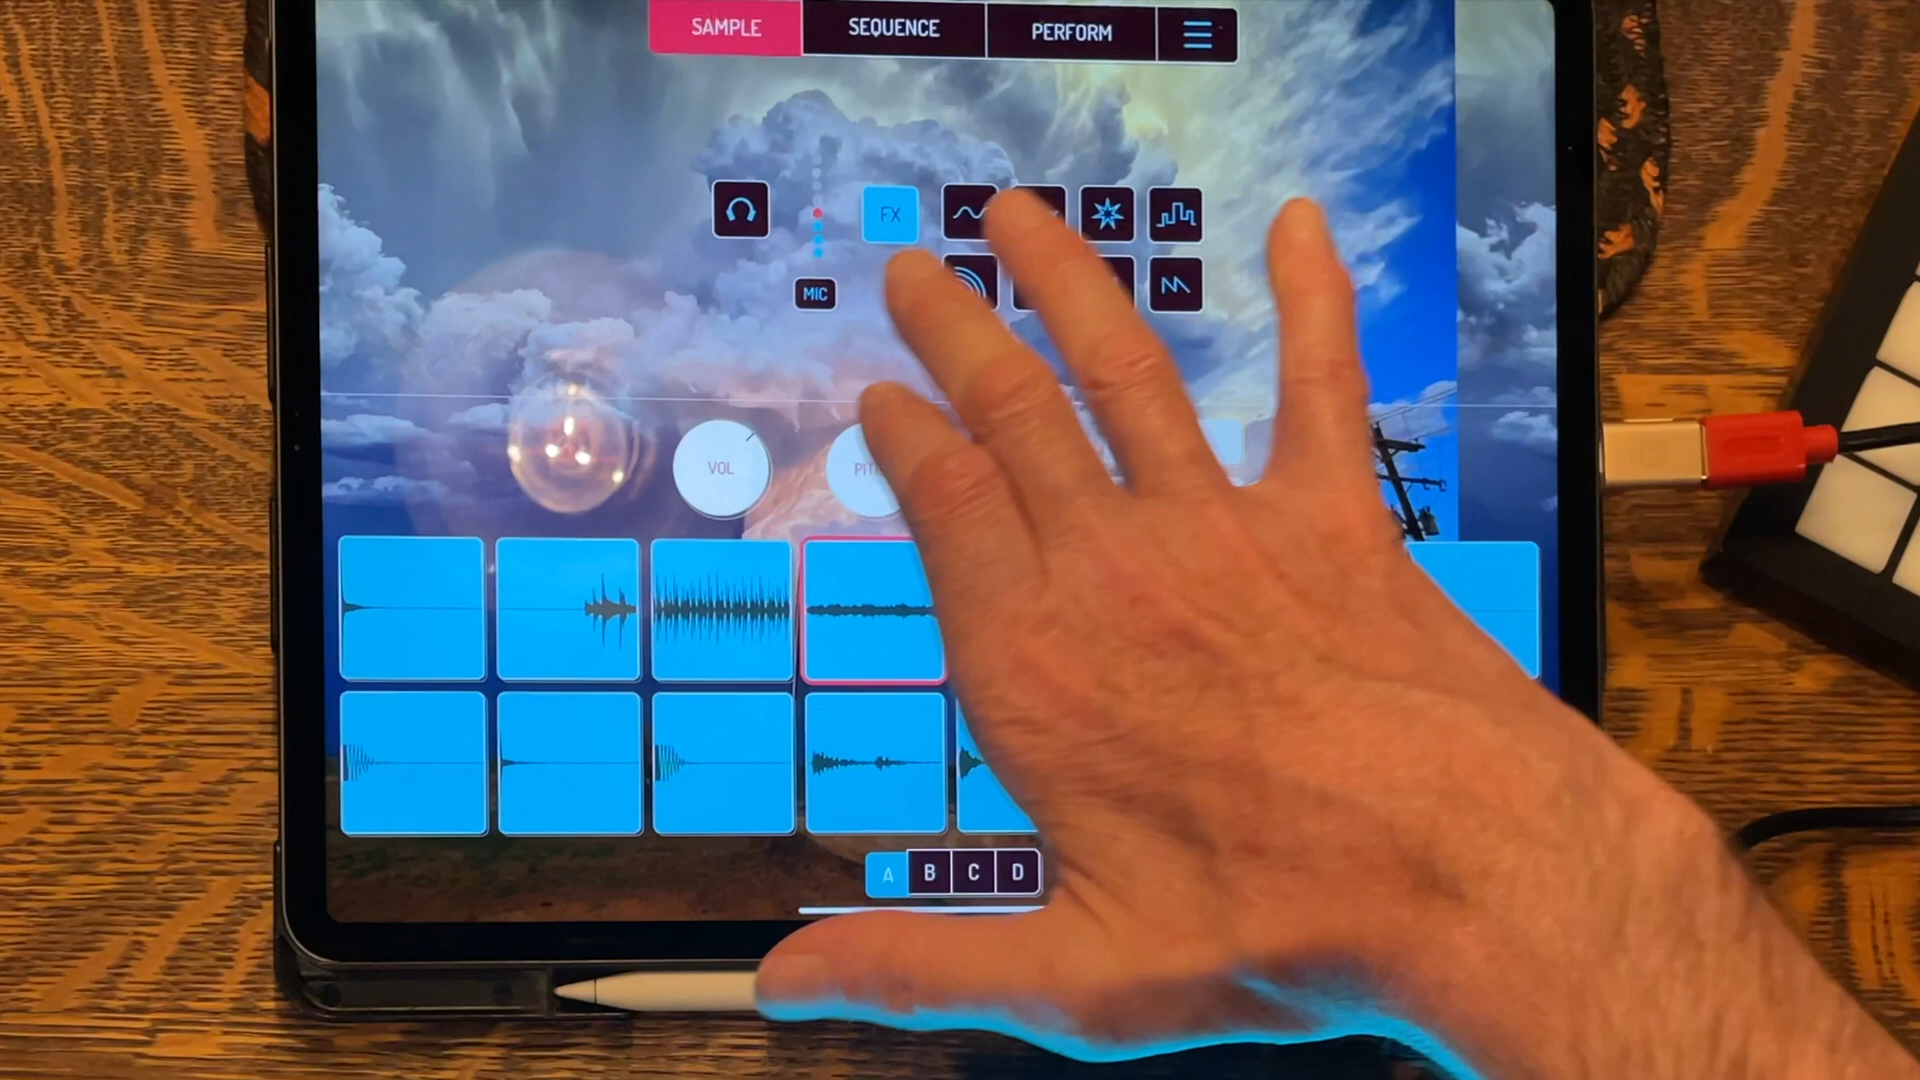 SAMPLE SEQUENCE PERFORM
FX
MIC
VOL
A B C D